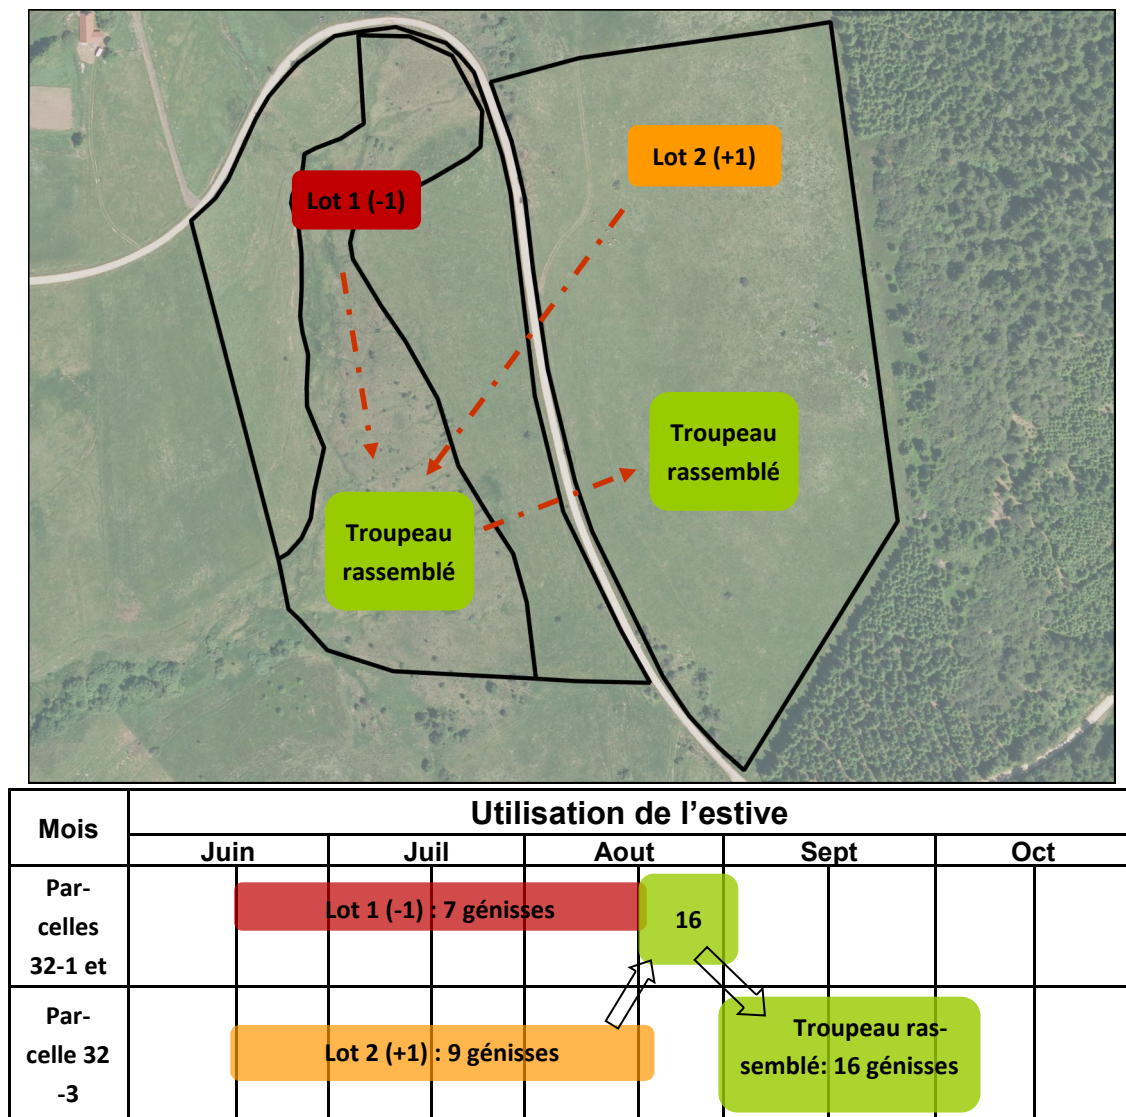 Lot 2 (+1)
Lot 1 (-1)
Troupeau
rassemblé
Troupeau
rassemblé
Mois
Utilisation de l’estive
Juin
Juil
Aout
Sept
Oct
Par-
celles
32-1 et
Lot 1 (-1) : 7 génisses
16
Par-
celle 32
-3
Lot 2 (+1) : 9 génisses
Troupeau ras-
semblé: 16 génisses